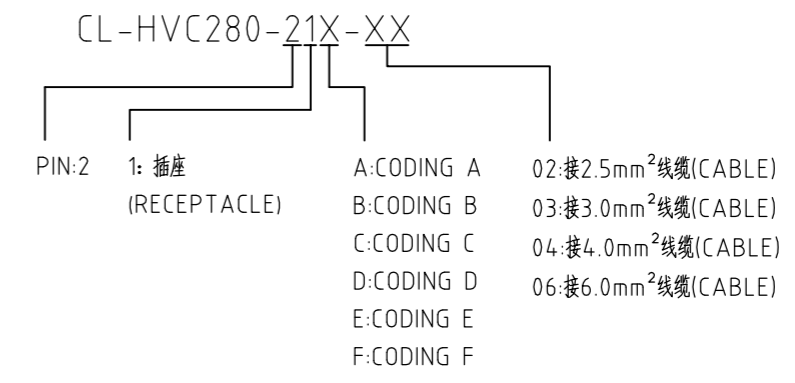 CL-HVC280-21X-XX
PIN:2
1: 插座
(RECEPTACLE)
A:CODING A
B:CODING B
C:CODING C
D:CODING D
E:CODING E
F:CODING F
02:接2.5mm²线缆(CABLE)
03:接3.0mm²线缆(CABLE)
04:接4.0mm²线缆(CABLE)
06:接6.0mm²线缆(CABLE)